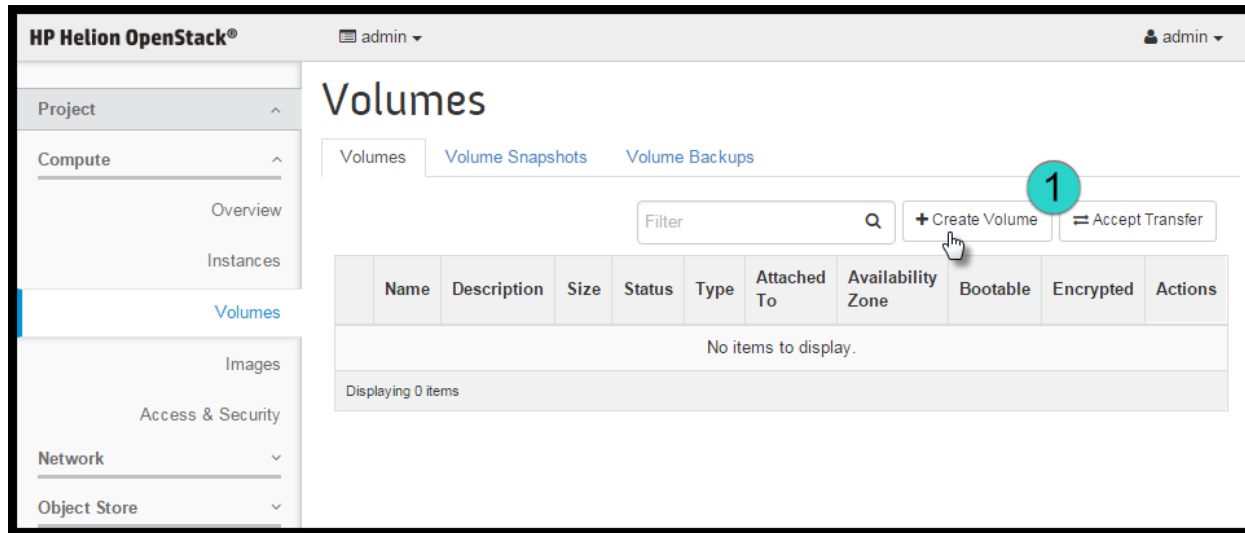 HP Helion OpenStack®
admin
admin
Project
Compute
Overview
Instances
Volumes
Images
Access & Security
Network
Object Store
Volumes
Volumes Volume Snapshots Volume Backups
1
Filter
+ Create Volume
Accept Transfer
Name Description Size Status Type Attached To Availability Zone Bootable Encrypted Actions
No items to display.
Displaying 0 items